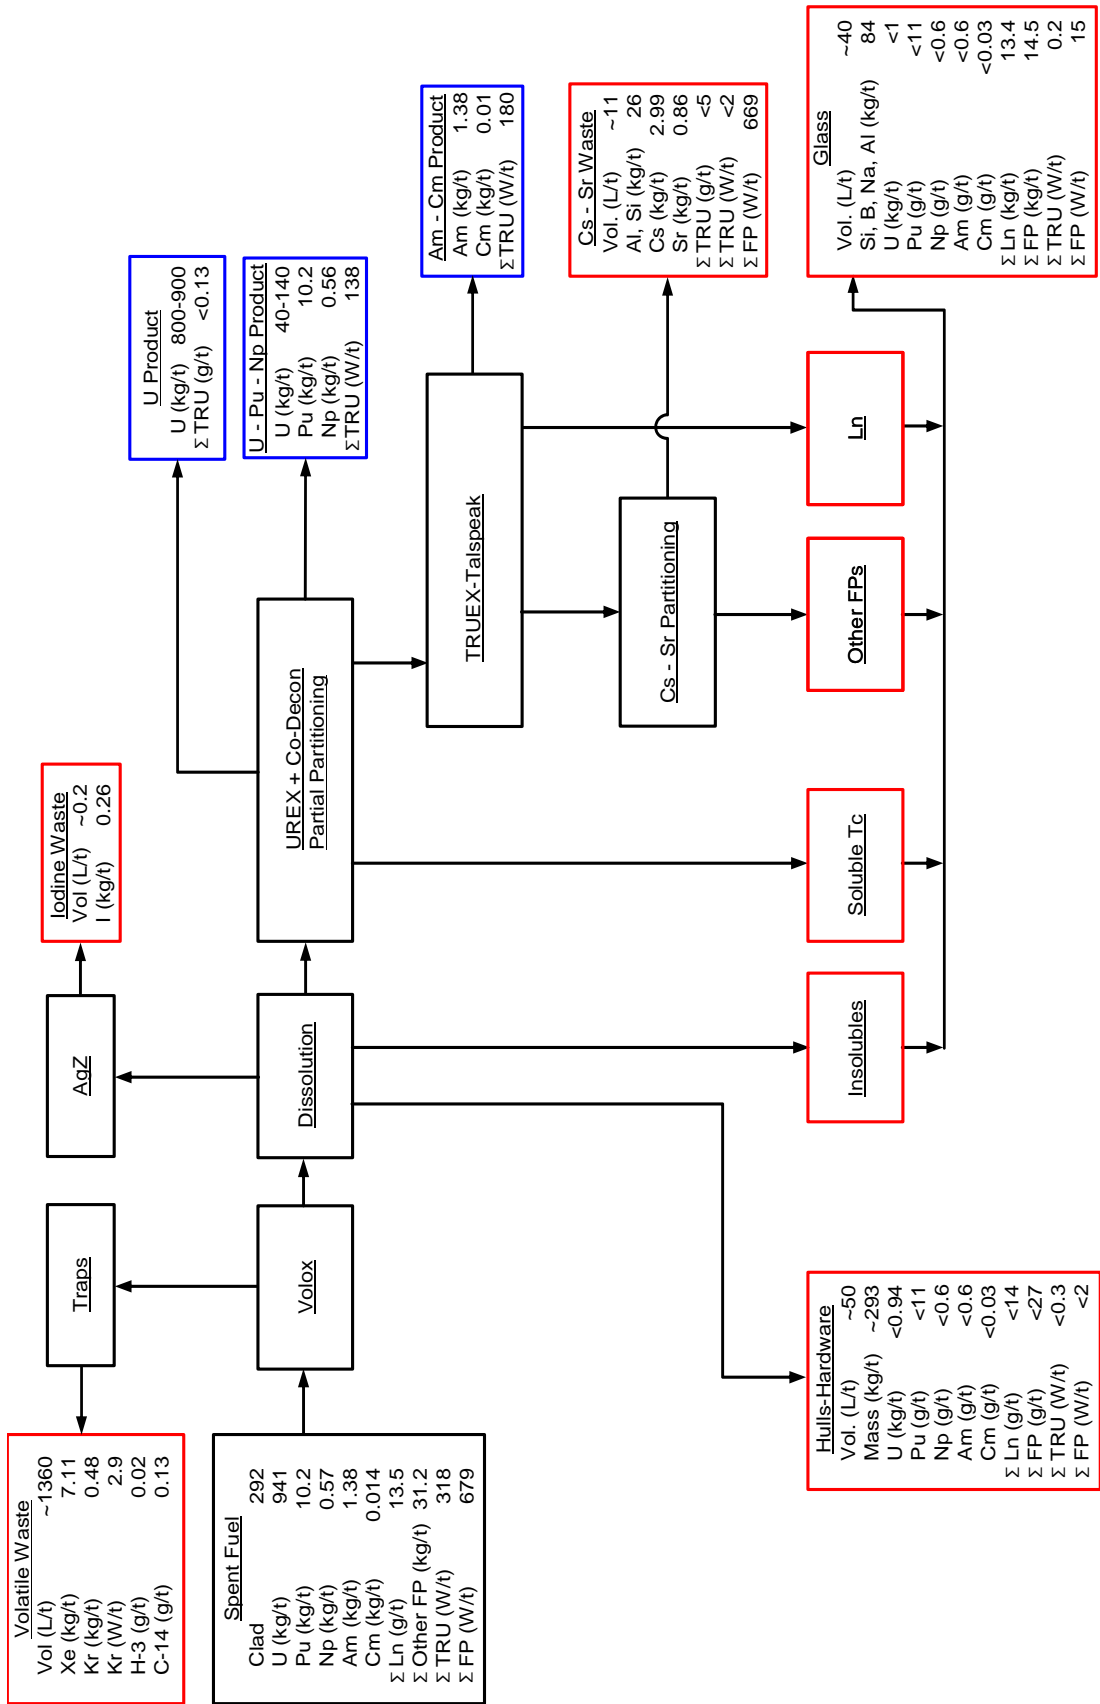 Volatile Waste
Vol (L/t) ~1360
Xe (kg/t) 7.11
Kr (kg/t) 0.48
Kr (W/t) 2.9
H-3 (g/t) 0.02
C-14 (g/t) 0.13
Traps
AgZ
Iodine Waste
Vol (L/t) ~0.2
I (kg/t) 0.26
U Product
U (kg/t) 800-900
Σ TRU (g/t) <0.13
Spent Fuel
Clad 292
U (kg/t) 941
Pu (kg/t) 10.2
Np (kg/t) 0.57
Am (kg/t) 1.38
Cm (kg/t) 0.014
Σ Ln (g/t) 13.5
Σ Other FP (kg/t) 31.2
Σ TRU (W/t) 318
Σ FP (W/t) 679
Volox
Dissolution
UREX + Co-Decon
Partial Partitioning
U - Pu - Np Product
U (kg/t) 40-140
Pu (kg/t) 10.2
Np (kg/t) 0.56
Σ TRU (W/t) 138
TRUEX-Talspeak
Am - Cm Product
Am (kg/t) 1.38
Cm (kg/t) 0.01
Σ TRU (W/t) 180
Cs - Sr Partitioning
Cs - Sr Waste
Vol. (L/t) ~11
Al, Si (kg/t) 26
Cs (kg/t) 2.99
Sr (kg/t) 0.86
Σ TRU (g/t) <5
Σ TRU (W/t) <2
Σ FP (W/t) 669
Hulls-Hardware
Vol. (L/t) ~50
Mass (kg/t) ~293
U (kg/t) <0.94
Pu (g/t) <11
Np (g/t) <0.6
Am (g/t) <0.6
Cm (g/t) <0.03
Σ Ln (g/t) <14
Σ FP (g/t) <27
Σ TRU (W/t) <0.3
Σ FP (W/t) <2
Insolubles
Soluble Tc
Other FPs
Ln
Glass
Vol. (L/t) ~40
Si, B, Na, Al (kg/t) 84
U (kg/t) <1
Pu (g/t) <11
Np (g/t) <0.6
Am (g/t) <0.6
Cm (g/t) <0.03
Σ Ln (kg/t) 13.4
Σ FP (kg/t) 14.5
Σ TRU (W/t) 0.2
Σ FP (W/t) 15